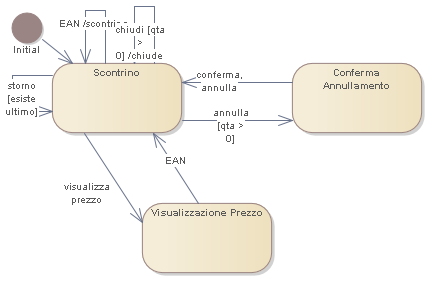 EAN /scontrino
chiudi [qta
>
0] /chiude
Initial
Scontrino
storno
[esiste
ultimo]
conferma,
annulla
Conferma
Annullamento
annulla
[qta >
0]
EAN
visualizza
prezzo
Visualizzazione Prezzo